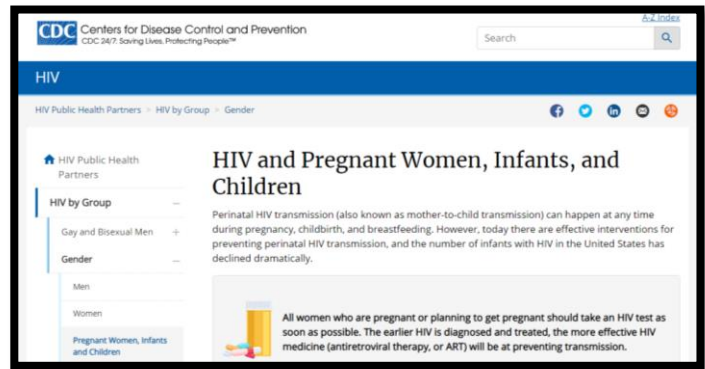 A-Z Index
CDC Centers for Disease Control and Prevention
CDC 24/7: Saving Lives, Protecting People™
Search
HIV
HIV Public Health Partners > HIV by Group > Gender
HIV Public Health
Partners
HIV by Group
Gay and Bisexual Men
Gender
Men
Women
Pregnant Women, Infants
and Children
HIV and Pregnant Women, Infants, and
Children
Perinatal HIV transmission (also known as mother-to-child transmission) can happen at any time
during pregnancy, childbirth, and breastfeeding. However, today there are effective interventions for
preventing perinatal HIV transmission, and the number of infants with HIV in the United States has
declined dramatically.
All women who are pregnant or planning to get pregnant should take an HIV test as
soon as possible. The earlier HIV is diagnosed and treated, the more effective HIV
medicine (antiretroviral therapy, or ART) will be at preventing transmission.